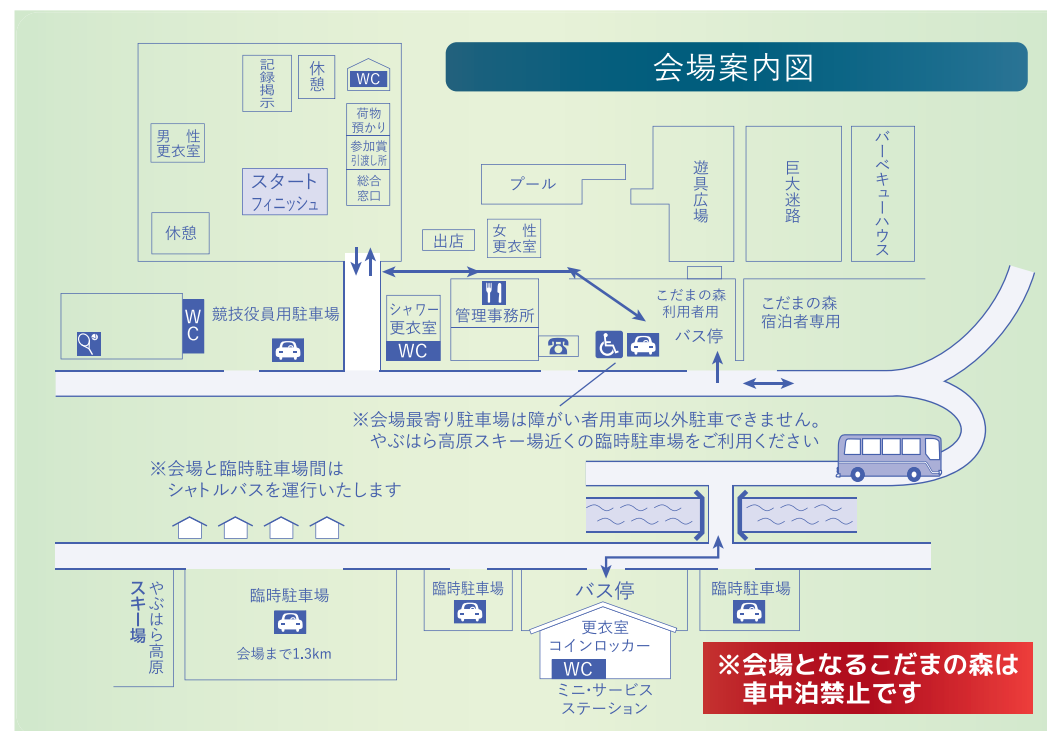 会場案内図
記録掲示
休憩
WC
荷物
預かり
参加賞
引渡し所
総合
窓口
男 性
更衣室
スタート
フィニッシュ
休憩
プール
遊具広場
巨大迷路
バーベキューハウス
出店
女 性
更衣室
WC
競技役員用駐車場
シャワー
更衣室
WC
管理事務所
こだまの森
利用者用
バス停
こだまの森
宿泊者専用
※会場最寄り駐車場は障がい者用車両以外駐車できません。
やぶはら高原スキー場近くの臨時駐車場をご利用ください
※会場と臨時駐車場間は
シャトルバスを運行いたします
やぶはら高原
スキー場
臨時駐車場
会場まで1.3km
臨時駐車場
バス停
更衣室
コインロッカー
WC
ミニ・サービス
ステーション
臨時駐車場
※会場となるこだまの森は
車中泊禁止です